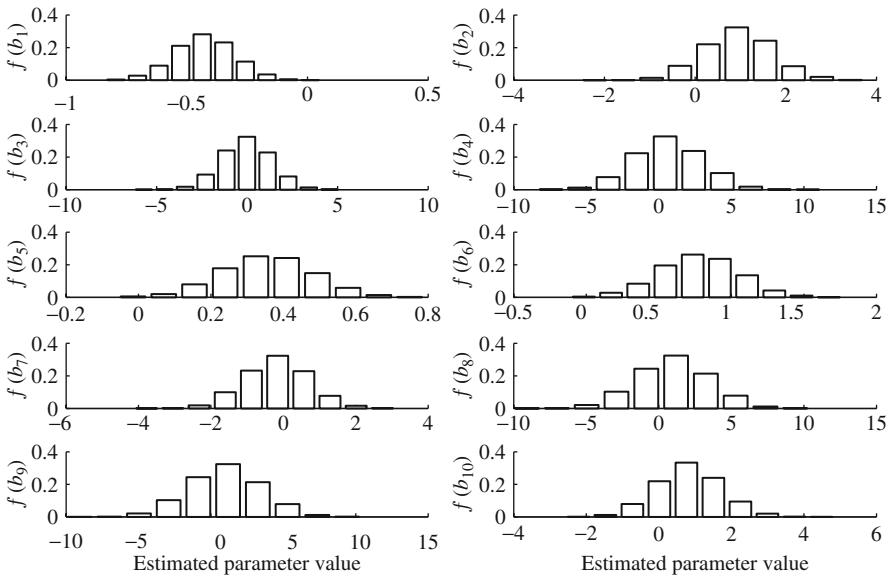 0.4 0.4
f (b1) 0.2 f (b2) 0.2
0 0
−1 −0.5 0 0.5 −4 −2 0 2 4
0.4 0.4
f (b3) 0.2 f (b4) 0.2
0 0
−10 −5 0 5 10 −10 −5 0 5 10 15
0.4 0.4
f (b5) 0.2 f (b6) 0.2
0 0
−0.2 0 0.2 0.4 0.6 0.8 −0.5 0 0.5 1 1.5 2
0.4 0.4
f (b7) 0.2 f (b8) 0.2
0 0
−6 −4 −2 0 2 4 −10 −5 0 5 10 15
0.4 0.4
f (b9) 0.2 f (b10) 0.2
0 0
−10 −5 0 5 10 15 −4 −2 0 2 4 6
Estimated parameter value Estimated parameter value